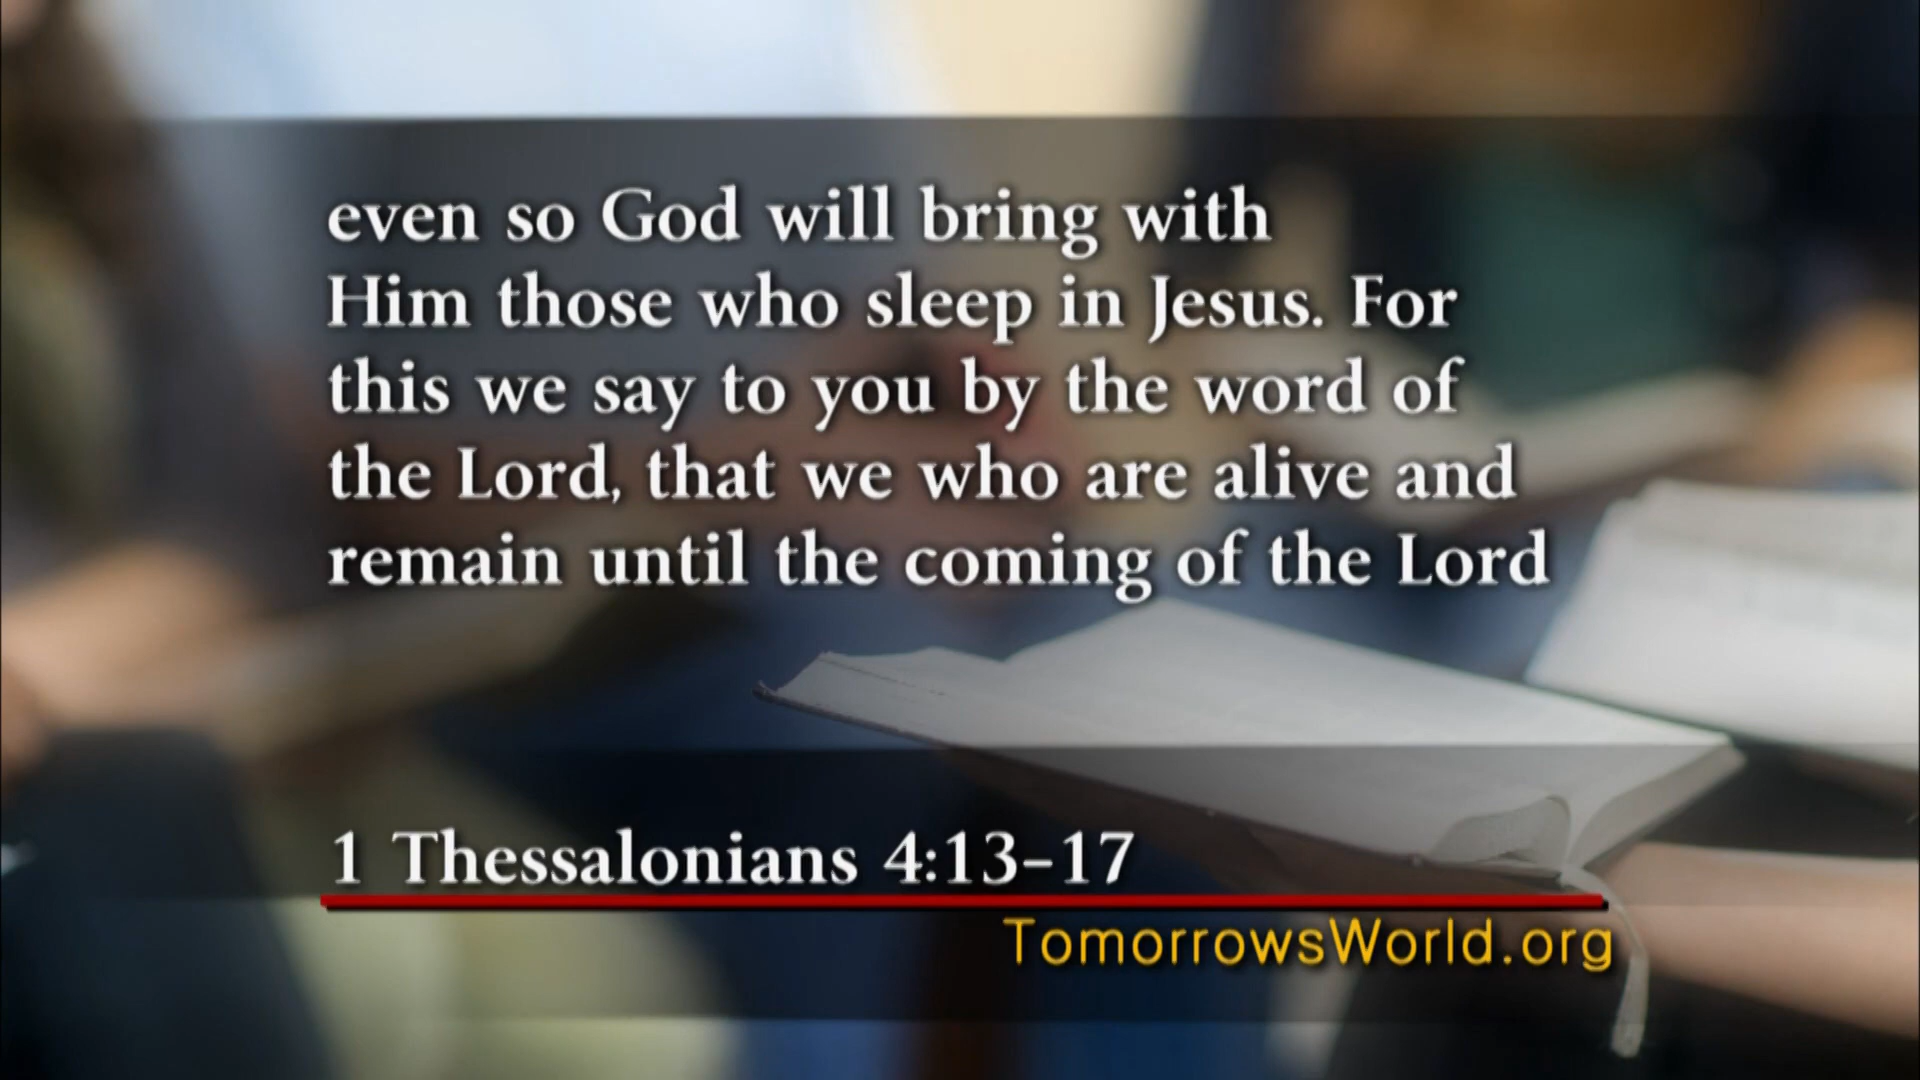 even so God will bring with
Him those who sleep in Jesus. For
this we say to you by the word of
the Lord, that we who are alive and
remain until the coming of the Lord
1 Thessalonians 4:13–17
TomorrowsWorld.org